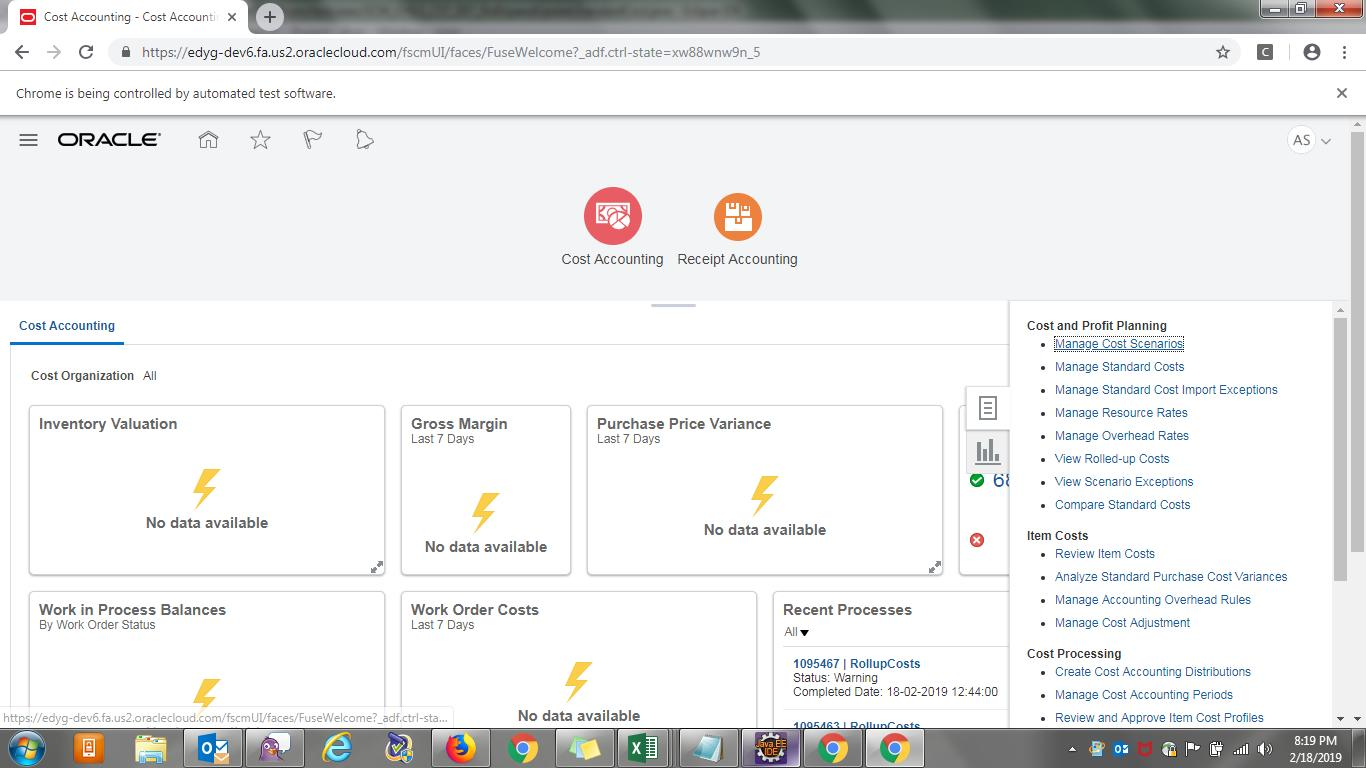 Cost Accounting - Cost Accounti
https://edyg-dev6.fa.us2.oraclecloud.com/fscmUI/faces/FuseWelcome?_adf.ctrl-state=xw88wnw9n_5
C
Chrome is being controlled by automated test software.
ORACLE
AS
Cost Accounting
Receipt Accounting
Cost Accounting
Cost Organization All
Inventory Valuation
No data available
Gross Margin
Last 7 Days
No data available
Purchase Price Variance
Last 7 Days
No data available
68
Work in Process Balances
By Work Order Status
Work Order Costs
Last 7 Days
No data available
Recent Processes
All
1095467 | RollupCosts
Status: Warning
Completed Date: 18-02-2019 12:44:00
1095463 | RollupCosts
Cost and Profit Planning
Manage Cost Scenarios
Manage Standard Costs
Manage Standard Cost Import Exceptions
Manage Resource Rates
Manage Overhead Rates
View Rolled-up Costs
View Scenario Exceptions
Compare Standard Costs
Item Costs
Review Item Costs
Analyze Standard Purchase Cost Variances
Manage Accounting Overhead Rules
Manage Cost Adjustment
Cost Processing
Create Cost Accounting Distributions
Manage Cost Accounting Periods
Review and Approve Item Cost Profiles
https://edyg-dev6.fa.us2.oraclecloud.com/fscmUI/faces/FuseWelcome?_adf.ctrl-sta...
Java EE
IDE
8:19 PM
2/18/2019